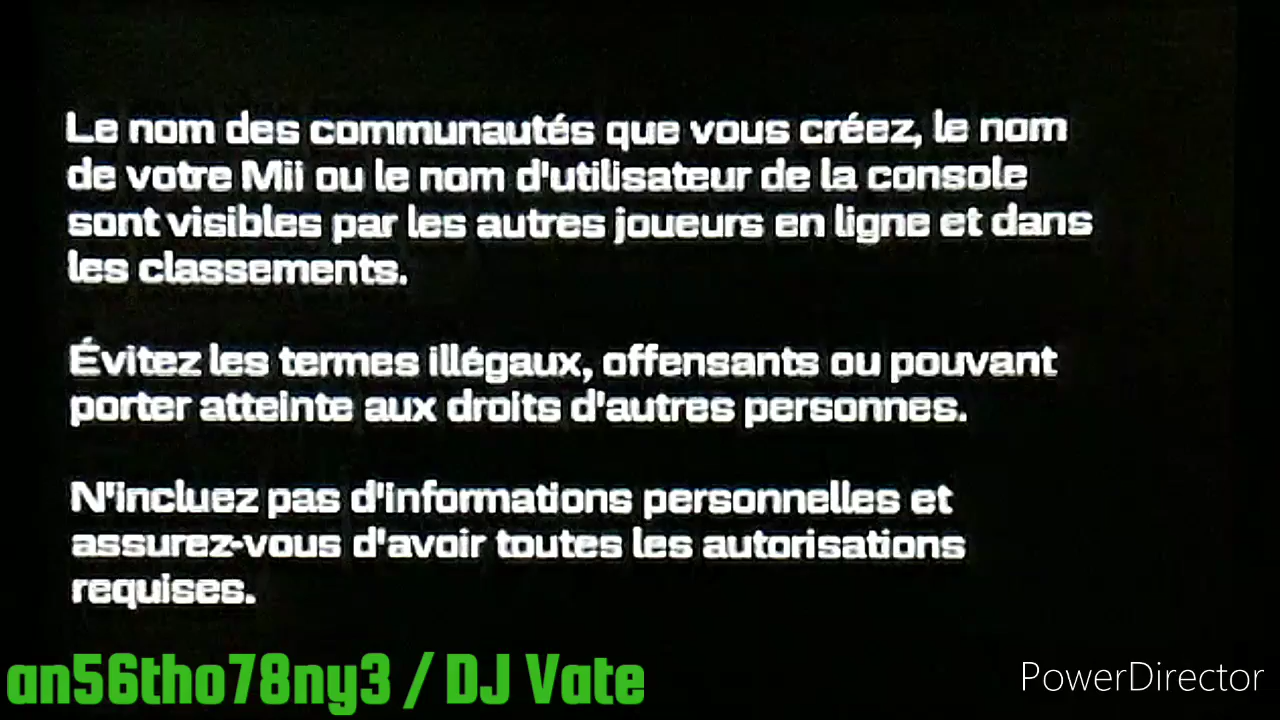 Le nom des communautés que vous créez, le nom
de votre Mii ou le nom d'utilisateur de la console
sont visibles par les autres joueurs en ligne et dans
les classements.
Évitez les termes illégaux, offensants ou pouvant
porter atteinte aux droits d'autres personnes.
N'incluez pas d'informations personnelles et
assurez-vous d'avoir toutes les autorisations
requises.
an56tho78ny3 / DJ Vate
PowerDirector